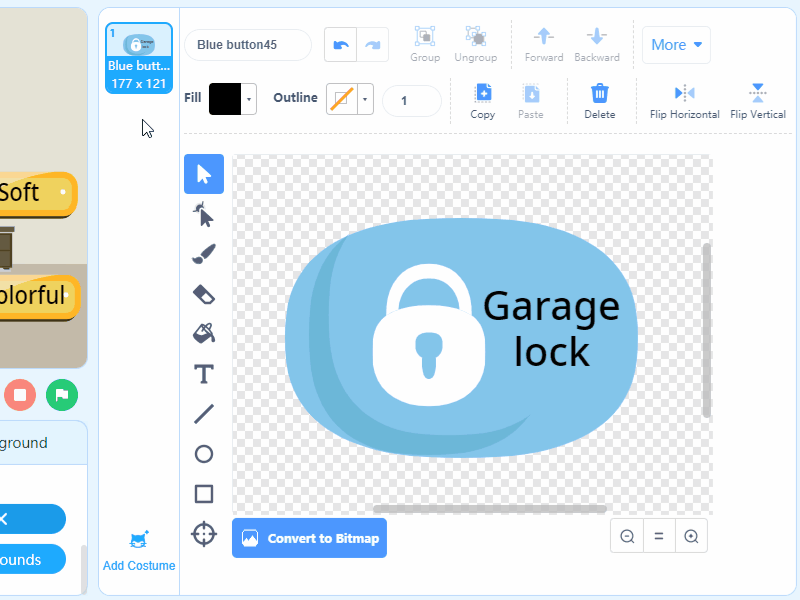 1
Blue butt...
177 x 121
Blue button45
Group
Ungroup
Forward
Backward
More
Fill
Outline
1
Copy
Paste
Delete
Flip Horizontal
Flip Vertical
Soft
olorful
Garage
lock
ground
ounds
Add Costume
Convert to Bitmap